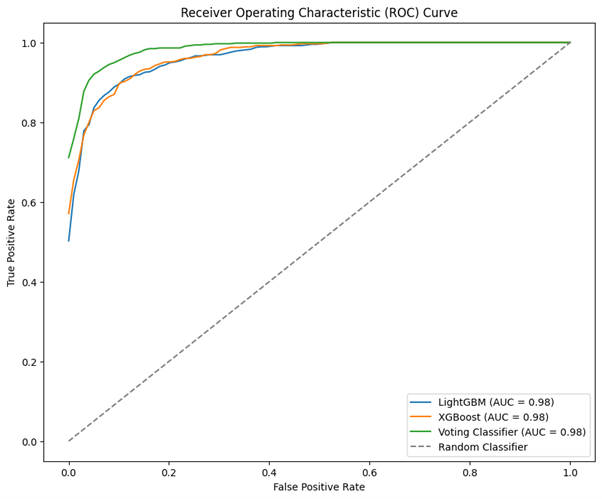 Receiver Operating Characteristic (ROC) Curve
True Positive Rate
1.0
0.8
0.6
0.4
0.2
0.0
LightGBM (AUC = 0.98)
XGBoost (AUC = 0.98)
Voting Classifier (AUC = 0.98)
Random Classifier
0.0 0.2 0.4 0.6 0.8 1.0
False Positive Rate